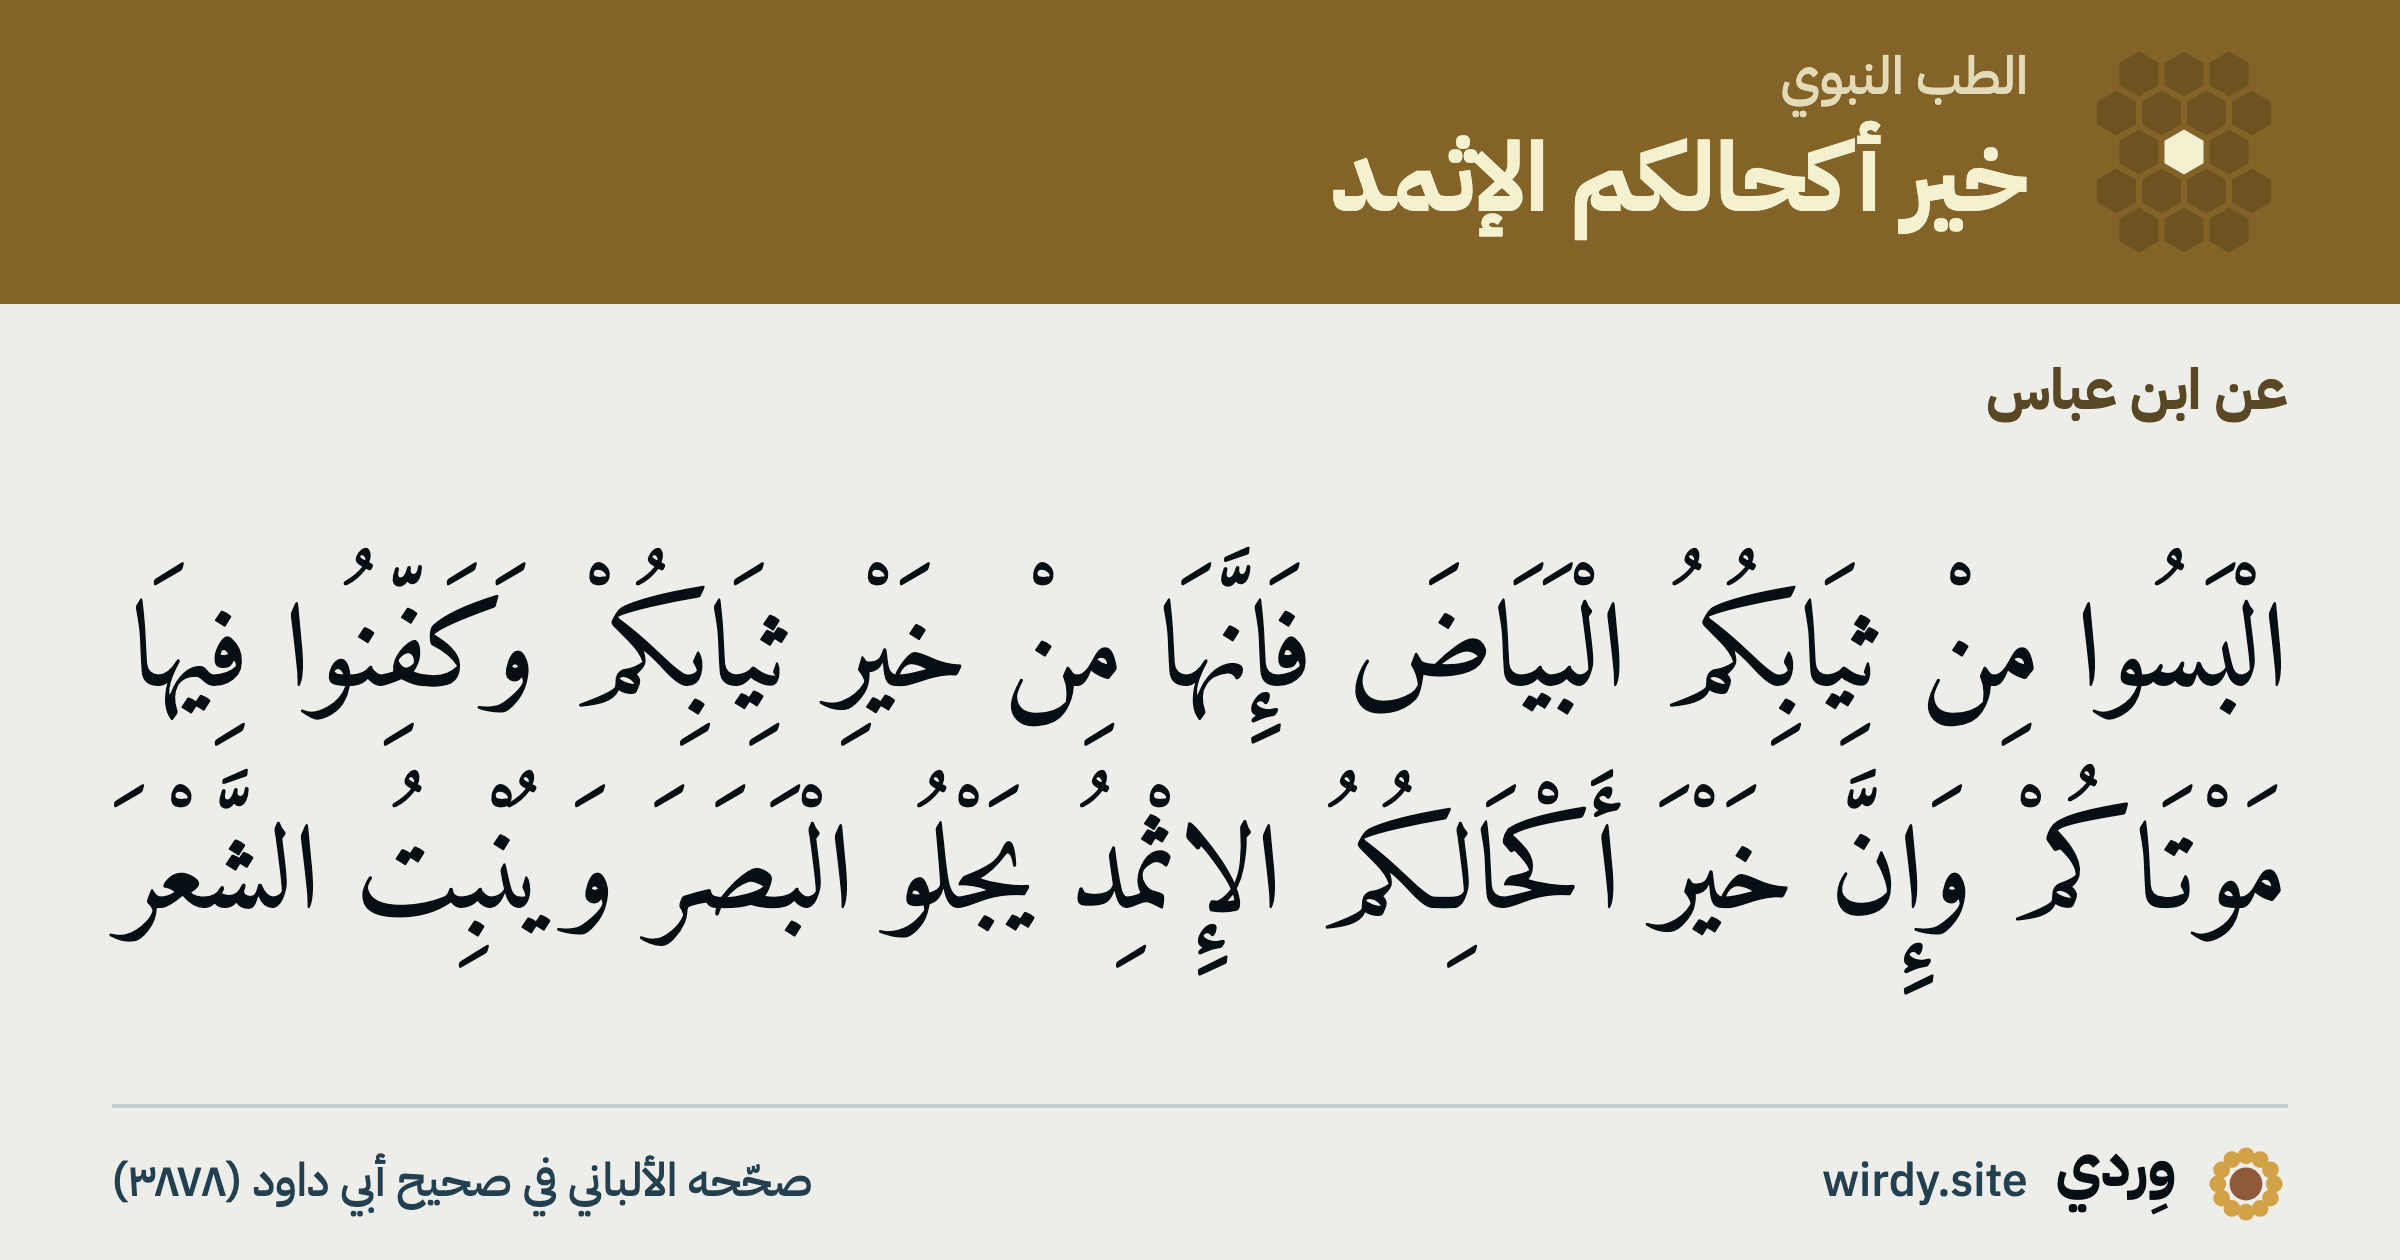 الطب النبوي
خير أكحالكم الإثمد
عن ابن عباس
الْبَسُوا مِنْ ثِيَابِكُمُ الْبَيَاضَ فَإِنَّهَا مِنْ خَيْرِ ثِيَابِكُمْ وَكَفِّنُوا فِيهَا
مَوْتَاكُمْ وَإِنَّ خَيْرَ أَكْحَالِكُمُ الإِثْمِدُ يَجْلُو الْبَصَرَ وَيُنْبِتُ الشَّعْرَ
وِردي wirdy.site
صحّحه الألباني في صحيح أبي داود (٣٨٧٨)